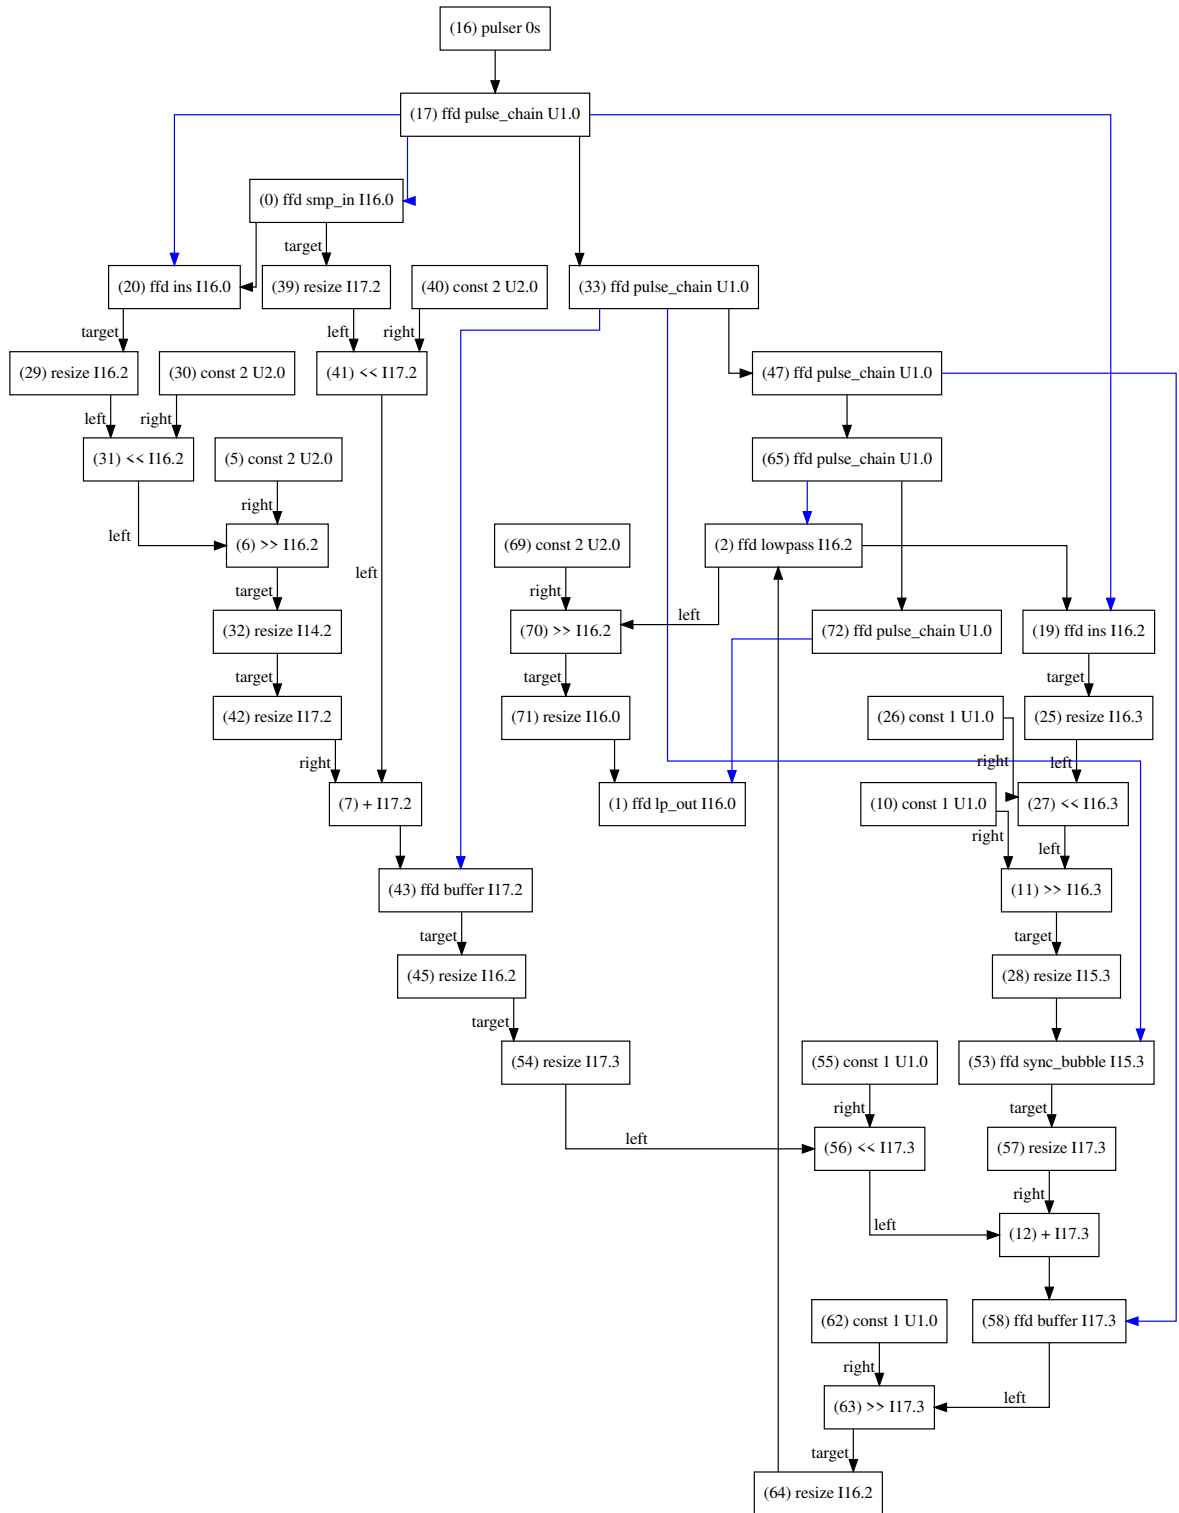 (16) pulser 0s
(17) ffd pulse_chain U1.0
(0) ffd smp_in I16.0
target
(20) ffd ins I16.0
(39) resize I17.2
(40) const 2 U2.0
(33) ffd pulse_chain U1.0
target
left
right
(29) resize I16.2
(30) const 2 U2.0
(41) << I17.2
(47) ffd pulse_chain U1.0
left
right
(31) << I16.2
(5) const 2 U2.0
(65) ffd pulse_chain U1.0
right
left
(6) >> I16.2
(69) const 2 U2.0
(2) ffd lowpass I16.2
left
target
right
left
(32) resize I14.2
(70) >> I16.2
(72) ffd pulse_chain U1.0
(19) ffd ins I16.2
target
target
target
(42) resize I17.2
(71) resize I16.0
(26) const 1 U1.0
(25) resize I16.3
right
right
left
(7) + I17.2
(1) ffd lp_out I16.0
(10) const 1 U1.0
(27) << I16.3
right
left
(43) ffd buffer I17.2
(11) >> I16.3
target
target
(45) resize I16.2
(28) resize I15.3
target
(54) resize I17.3
(55) const 1 U1.0
(53) ffd sync_bubble I15.3
right
target
left
(56) << I17.3
(57) resize I17.3
right
left
(12) + I17.3
(62) const 1 U1.0
(58) ffd buffer I17.3
right
left
(63) >> I17.3
target
(64) resize I16.2